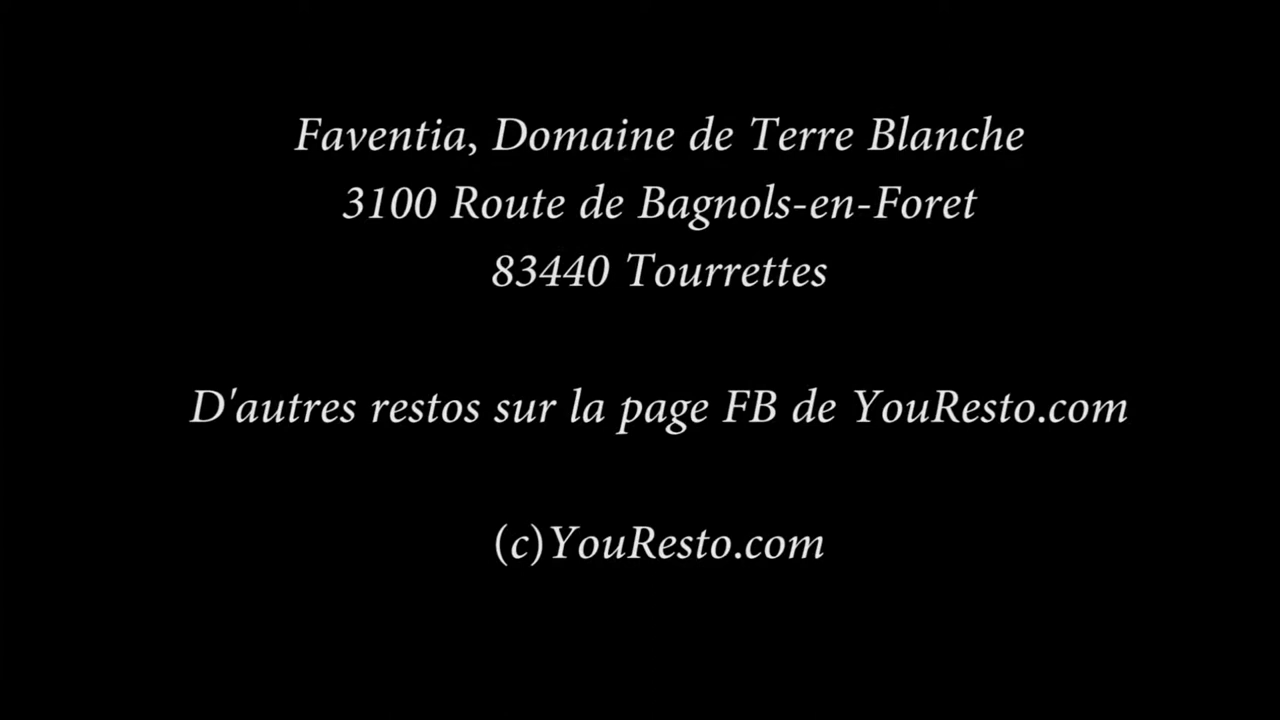 Faventia, Domaine de Terre Blanche
3100 Route de Bagnols-en-Foret
83440 Tourrettes
D'autres restos sur la page FB de YouResto.com
(c)YouResto.com